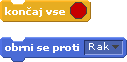 končaj vse
obrni se proti Rak